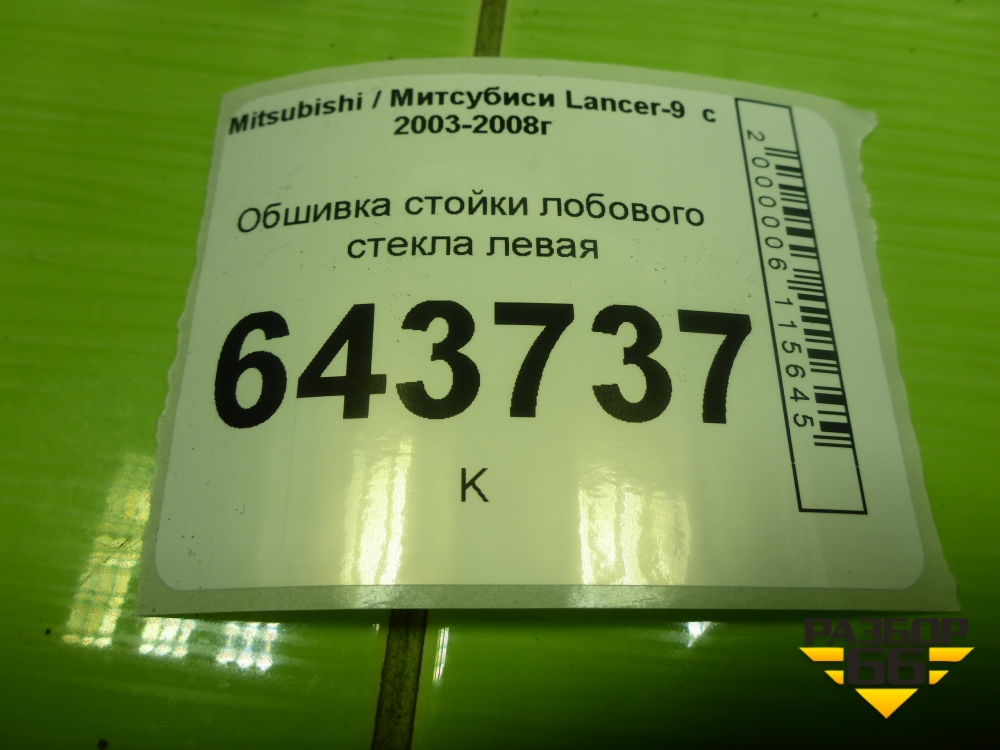 Mitsubishi / Митсубиси Lancer-9 с
2003-2008г
Обшивка стойки лобового
стекла левая
643737
К
2000006115645
РАЗБОР
66